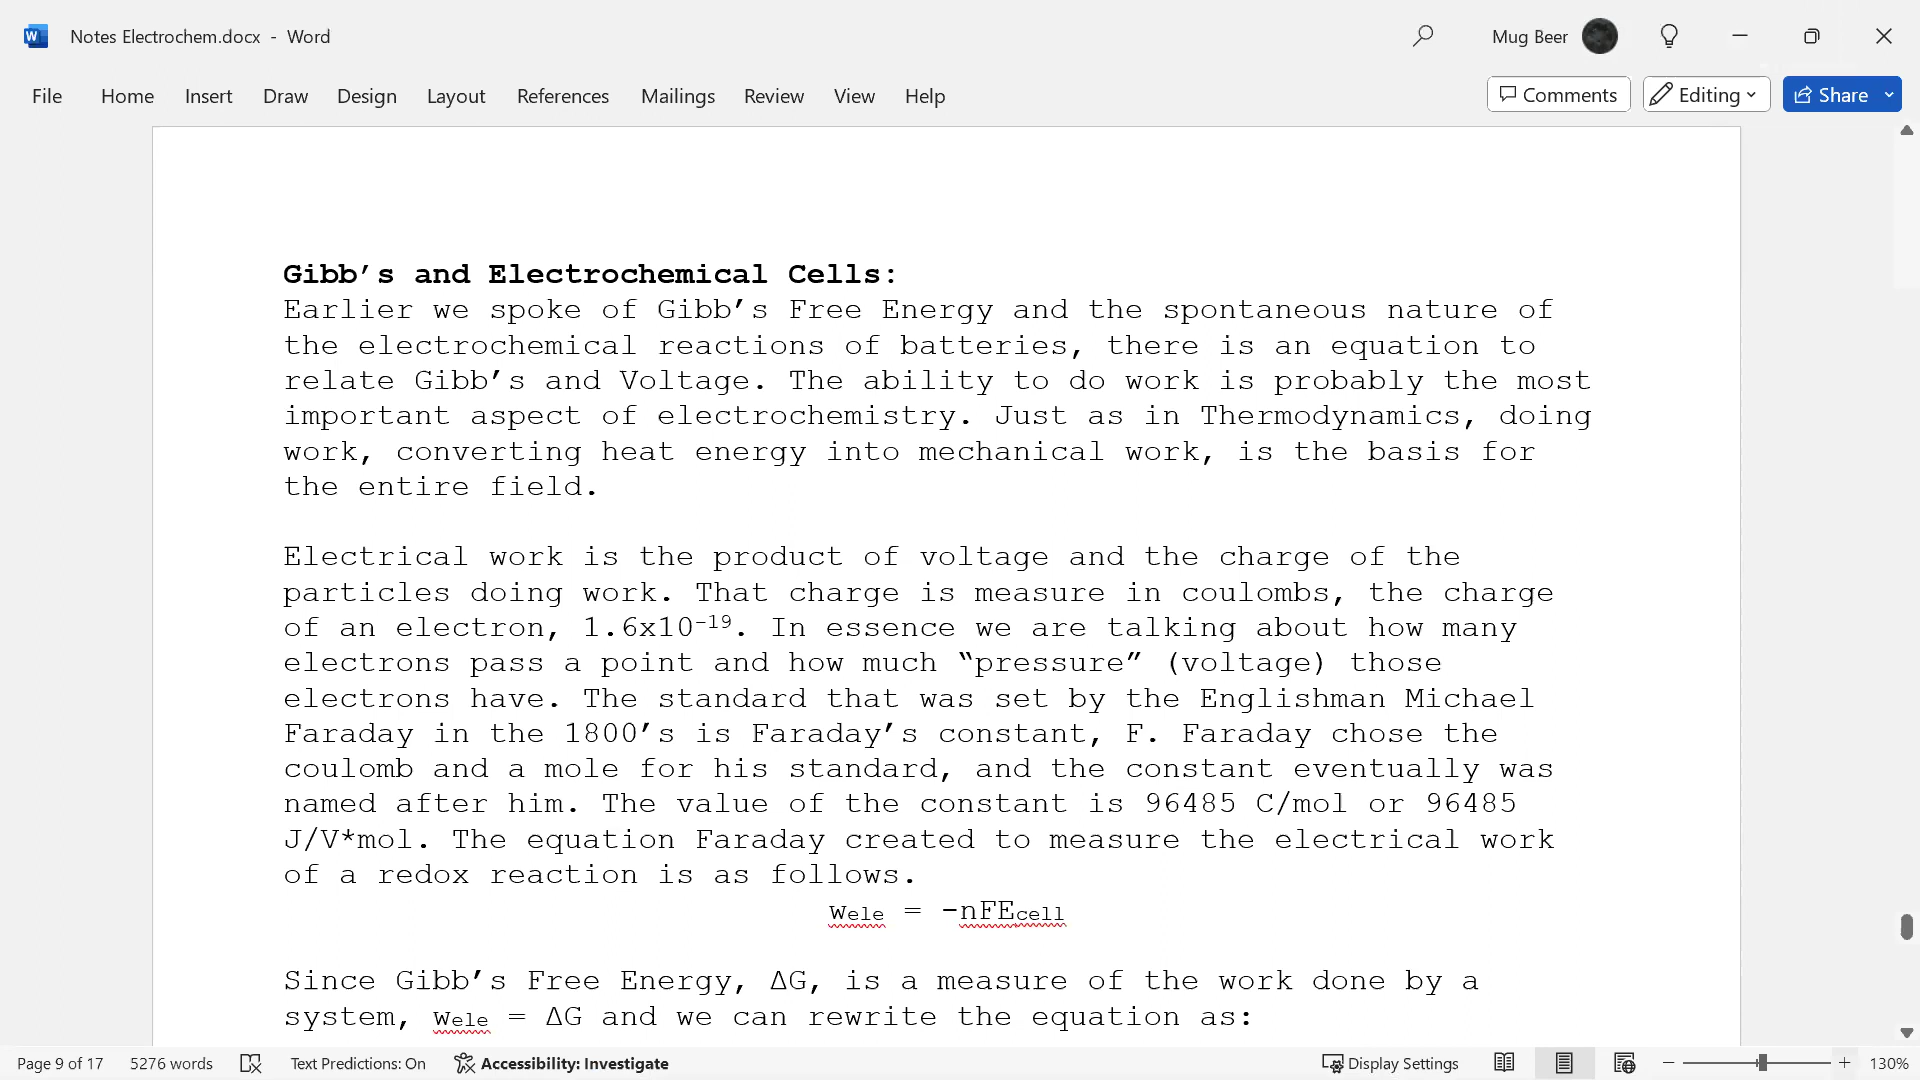 Notes Electrochem.docx - Word
Mug Beer
File Home Insert Draw Design Layout References Mailings Review View Help
Comments Editing Share
Gibb’s and Electrochemical Cells:
Earlier we spoke of Gibb’s Free Energy and the spontaneous nature of
the electrochemical reactions of batteries, there is an equation to
relate Gibb’s and Voltage. The ability to do work is probably the most
important aspect of electrochemistry. Just as in Thermodynamics, doing
work, converting heat energy into mechanical work, is the basis for
the entire field.
Electrical work is the product of voltage and the charge of the
particles doing work. That charge is measure in coulombs, the charge
of an electron, 1.6x10⁻¹⁹. In essence we are talking about how many
electrons pass a point and how much “pressure” (voltage) those
electrons have. The standard that was set by the Englishman Michael
Faraday in the 1800’s is Faraday’s constant, F. Faraday chose the
coulomb and a mole for his standard, and the constant eventually was
named after him. The value of the constant is 96485 C/mol or 96485
J/V*mol. The equation Faraday created to measure the electrical work
of a redox reaction is as follows.
wele = -nFEcell
Since Gibb’s Free Energy, ΔG, is a measure of the work done by a
system, wele = ΔG and we can rewrite the equation as:
Page 9 of 17 5276 words Text Predictions: On Accessibility: Investigate Display Settings 130%